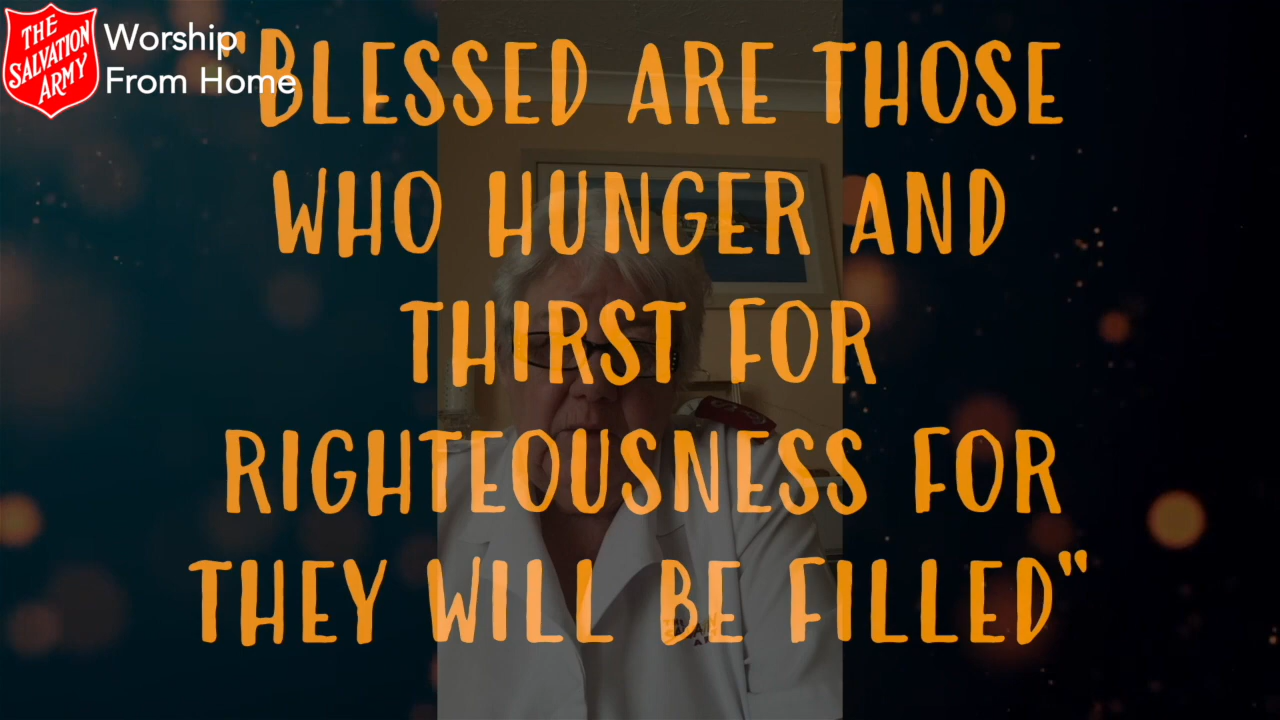 THE
SALVATION
ARMY
Worship
From Home
"BLESSED ARE THOSE
WHO HUNGER AND
THIRST FOR
RIGHTEOUSNESS FOR
THEY WILL BE FILLED"